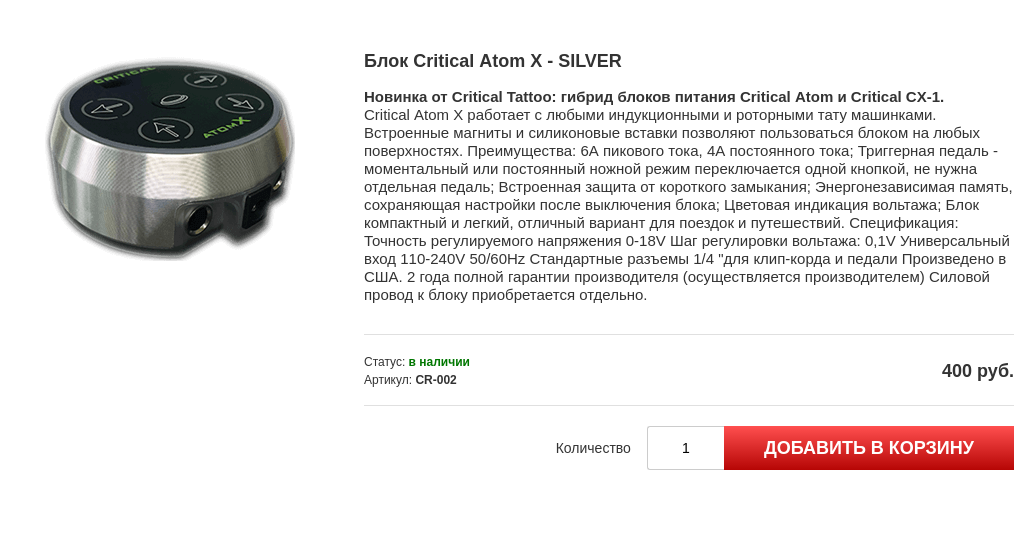 CRITICAL
ATOMX
Блок Critical Atom X - SILVER
Новинка от Critical Tattoo: гибрид блоков питания Critical Atom и Critical CX-1.
Critical Atom X работает с любыми индукционными и роторными тату машинками.
Встроенные магниты и силиконовые вставки позволяют пользоваться блоком на любых
поверхностях. Преимущества: 6А пикового тока, 4А постоянного тока; Триггерная педаль -
моментальный или постоянный ножной режим переключается одной кнопкой, не нужна
отдельная педаль; Встроенная защита от короткого замыкания; Энергонезависимая память,
сохраняющая настройки после выключения блока; Цветовая индикация вольтажа; Блок
компактный и легкий, отличный вариант для поездок и путешествий. Спецификация:
Точность регулируемого напряжения 0-18V Шаг регулировки вольтажа: 0,1V Универсальный
вход 110-240V 50/60Hz Стандартные разъемы 1/4 "для клип-корда и педали Произведено в
США. 2 года полной гарантии производителя (осуществляется производителем) Силовой
провод к блоку приобретается отдельно.
Статус: в наличии
Артикул: CR-002
400 руб.
Количество 1 ДОБАВИТЬ В КОРЗИНУ